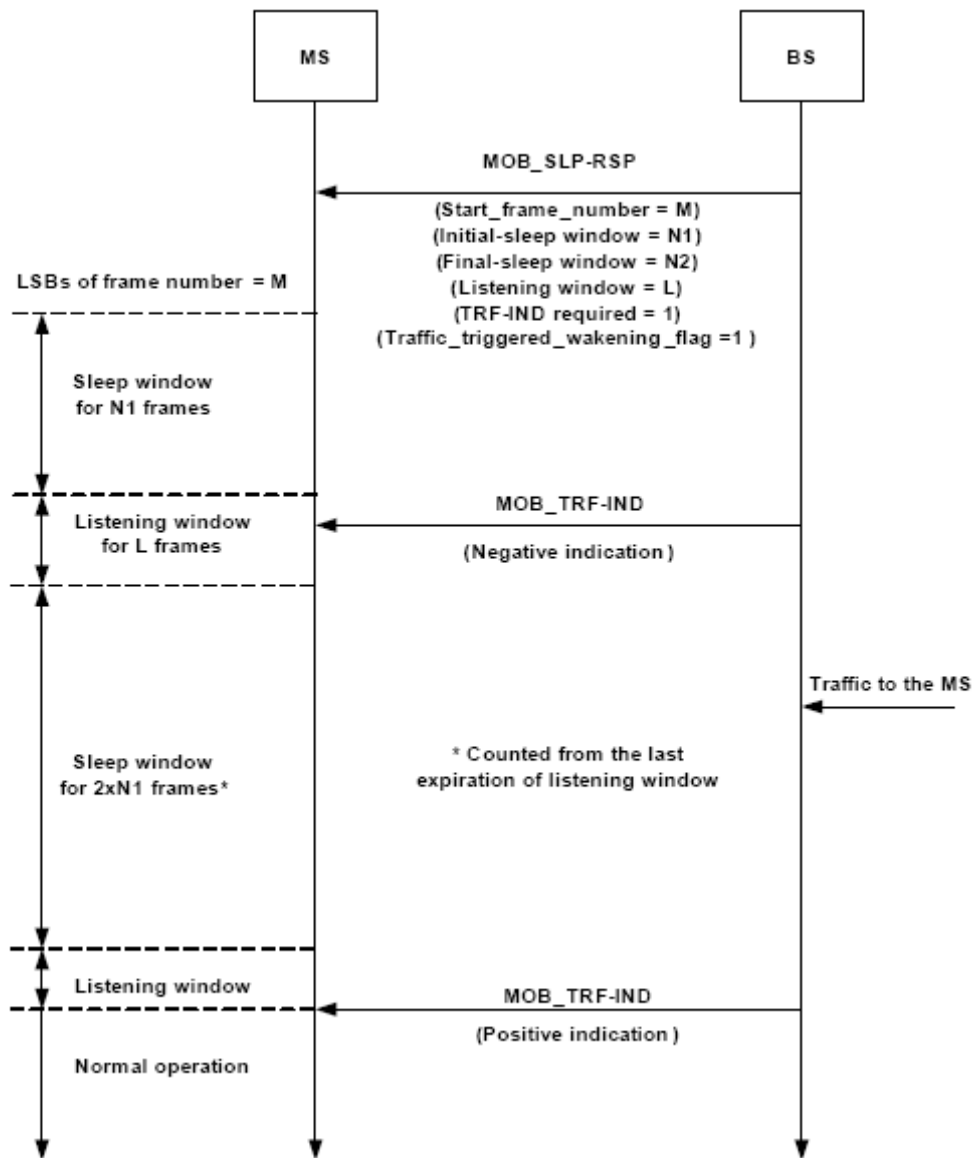 MS
BS
MOB_SLP-RSP
(Start_frame_number = M)
(Initial-sleep window = N1)
(Final-sleep window = N2)
LSBs of frame number = M
(Listening window = L)
(TRF-IND required = 1)
(Traffic_triggered_wakening_flag =1 )
Sleep window
for N1 frames
MOB_TRF-IND
Listening window
for L frames
(Negative indication)
Traffic to the MS
Sleep window
for 2xN1 frames*
* Counted from the last
expiration of listening window
Listening window
MOB_TRF-IND
(Positive indication)
Normal operation